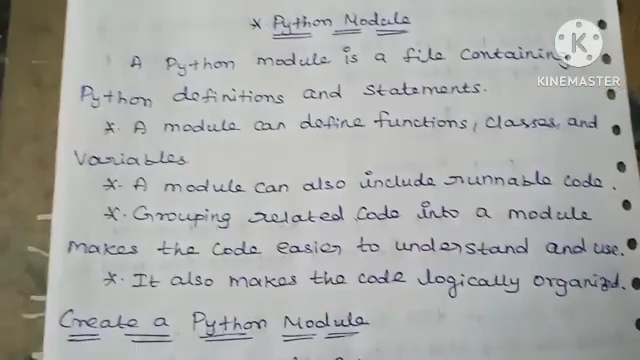 * Python Module
A Python module is a file containing
Python definitions and statements.
*. A module can define functions, classes, and
variables.
*. A module can also include runnable code.
*. Grouping related code into a module
makes the code easier to understand and use.
*. It also makes the code logically organized.
Create a Python Module
K
KINEMASTER